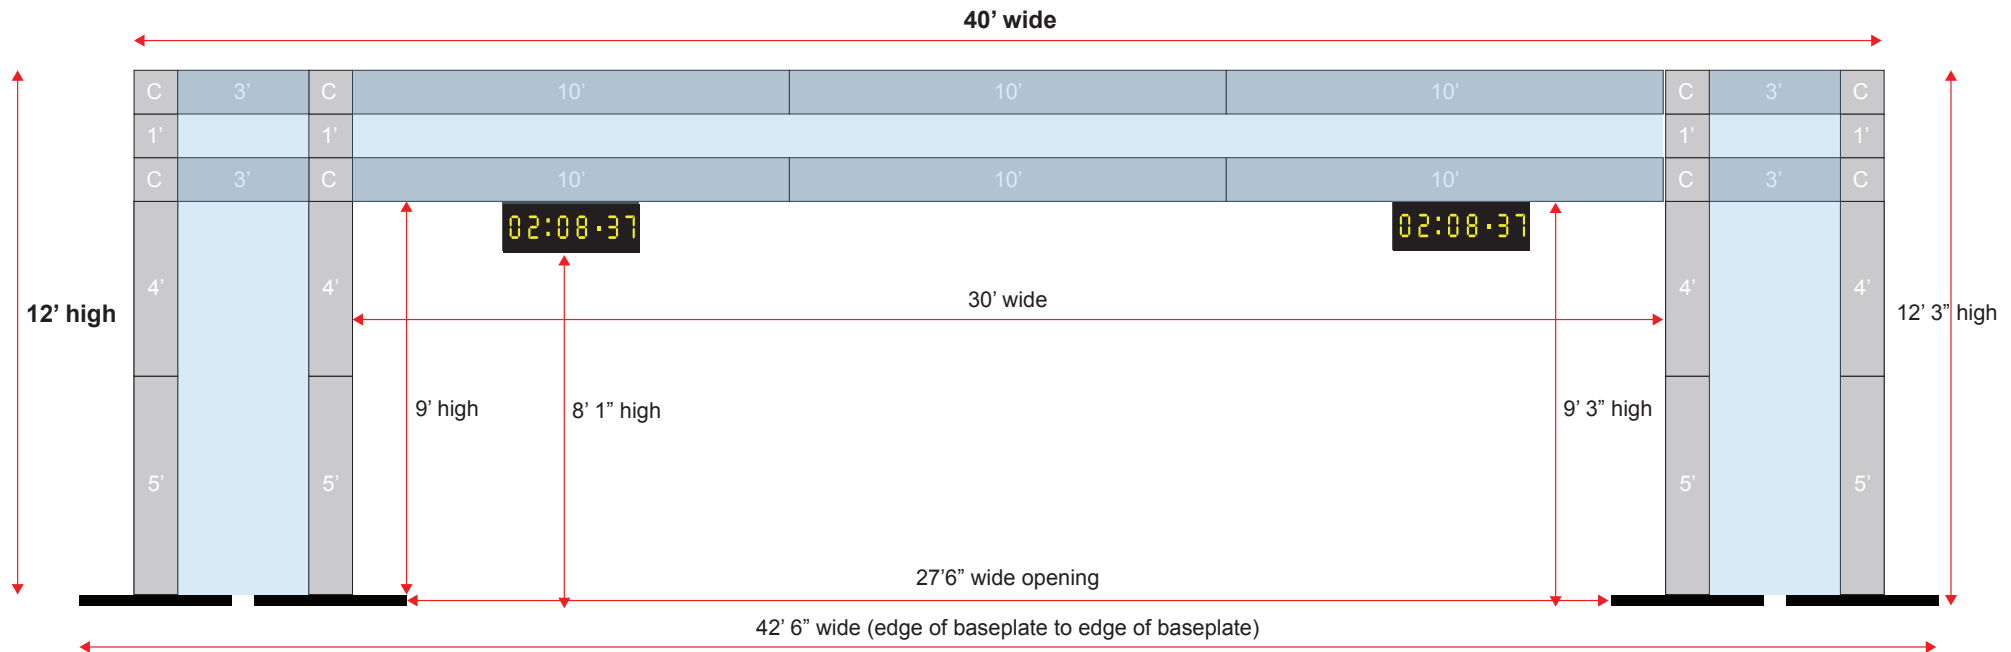 40’ wide
C 3’ C 10’ 10’ 10’ C 3’ C
1’ 1’ 1’ 1’
C 3’ C 10’ 10’ 10’ C 3’ C
02:08·37 02:08·37
4’ 4’ 4’ 4’
30’ wide
12’ high 12’ 3” high
9’ high 8’ 1” high 9’ 3” high
5’ 5’ 5’ 5’
27’6” wide opening
42’ 6” wide (edge of baseplate to edge of baseplate)